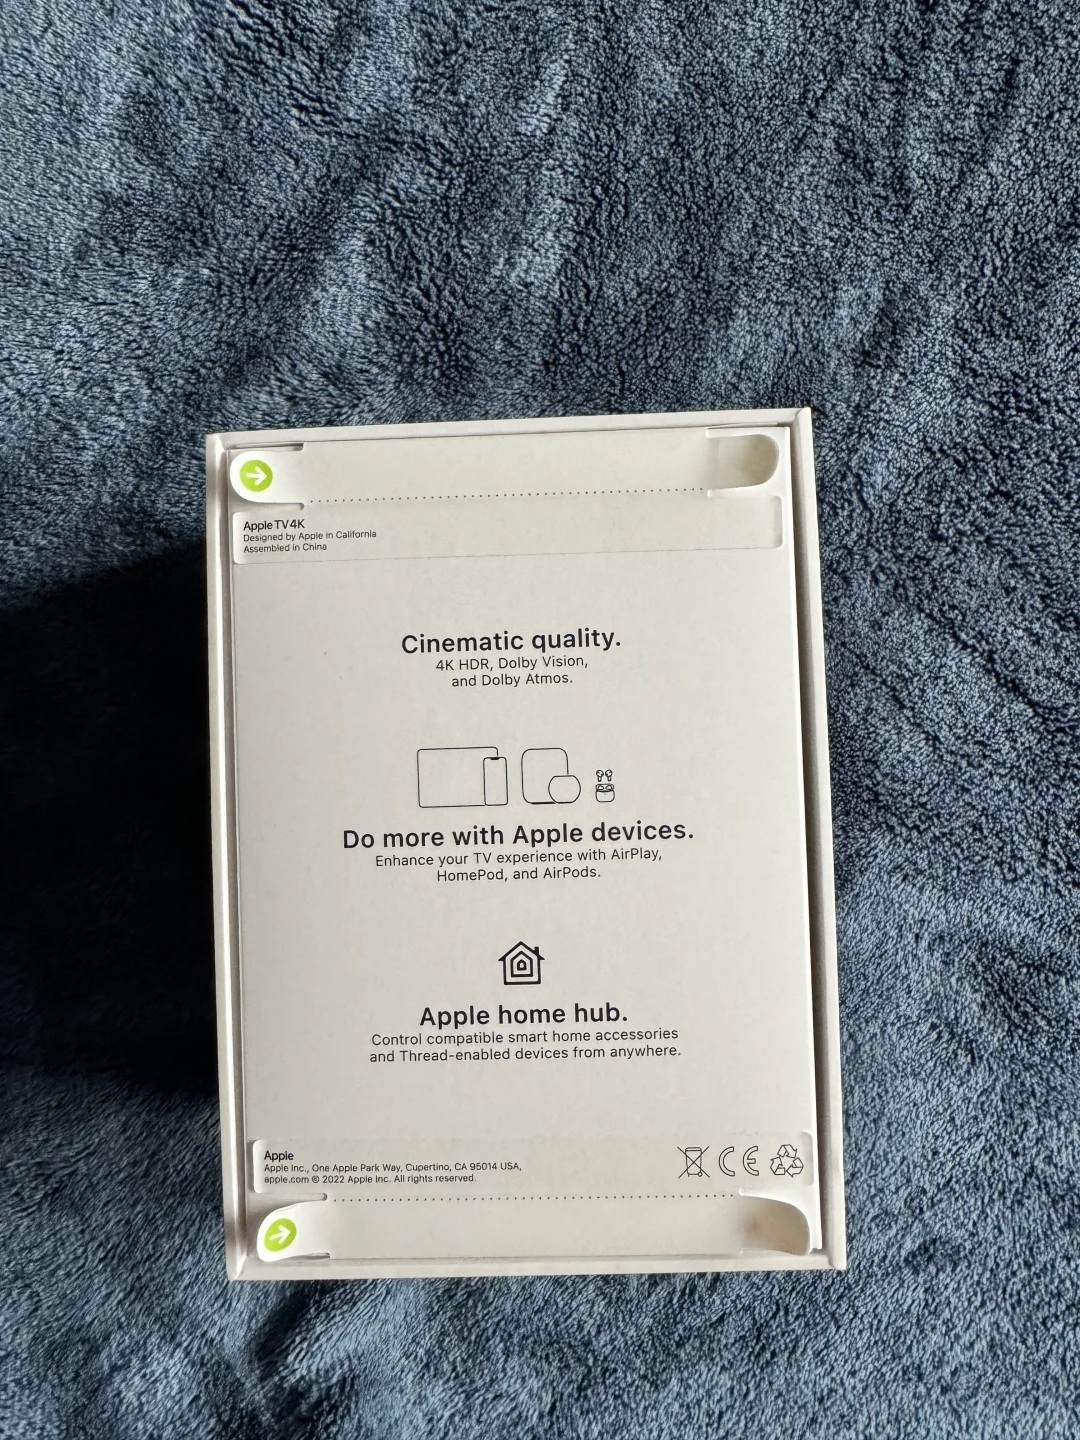 Apple TV 4K
Designed by Apple in California
Assembled in China
Cinematic quality.
4K HDR, Dolby Vision,
and Dolby Atmos.
Do more with Apple devices.
Enhance your TV experience with AirPlay,
HomePod, and AirPods.
Apple home hub.
Control compatible smart home accessories
and Thread-enabled devices from anywhere.
Apple
Apple Inc., One Apple Park Way, Cupertino, CA 95014 USA,
apple.com © 2022 Apple Inc. All rights reserved.
CE